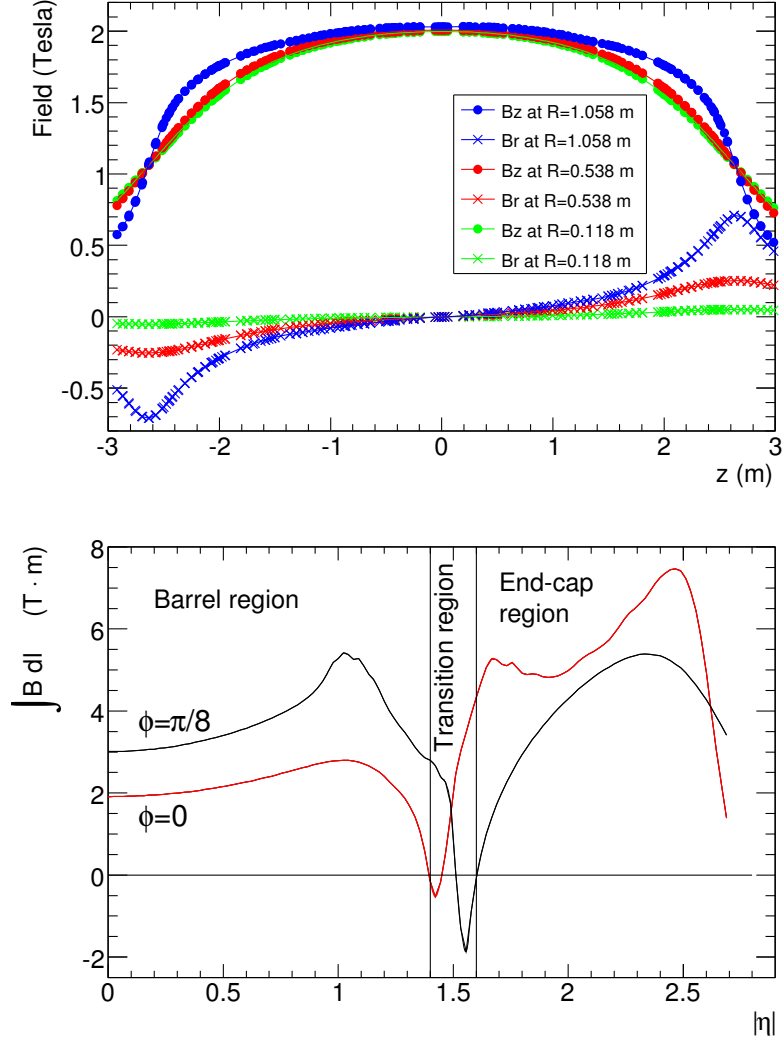 Field (Tesla)
2
1.5
1
0.5
0
-0.5
Bz at R=1.058 m
Br at R=1.058 m
Bz at R=0.538 m
Br at R=0.538 m
Bz at R=0.118 m
Br at R=0.118 m
-3 -2 -1 0 1 2 3
z (m)
∫ B dl (T · m)
8
6
4
2
0
-2
Barrel region
Transition region
End-cap
region
ϕ=π/8
ϕ=0
0 0.5 1 1.5 2 2.5
|η|